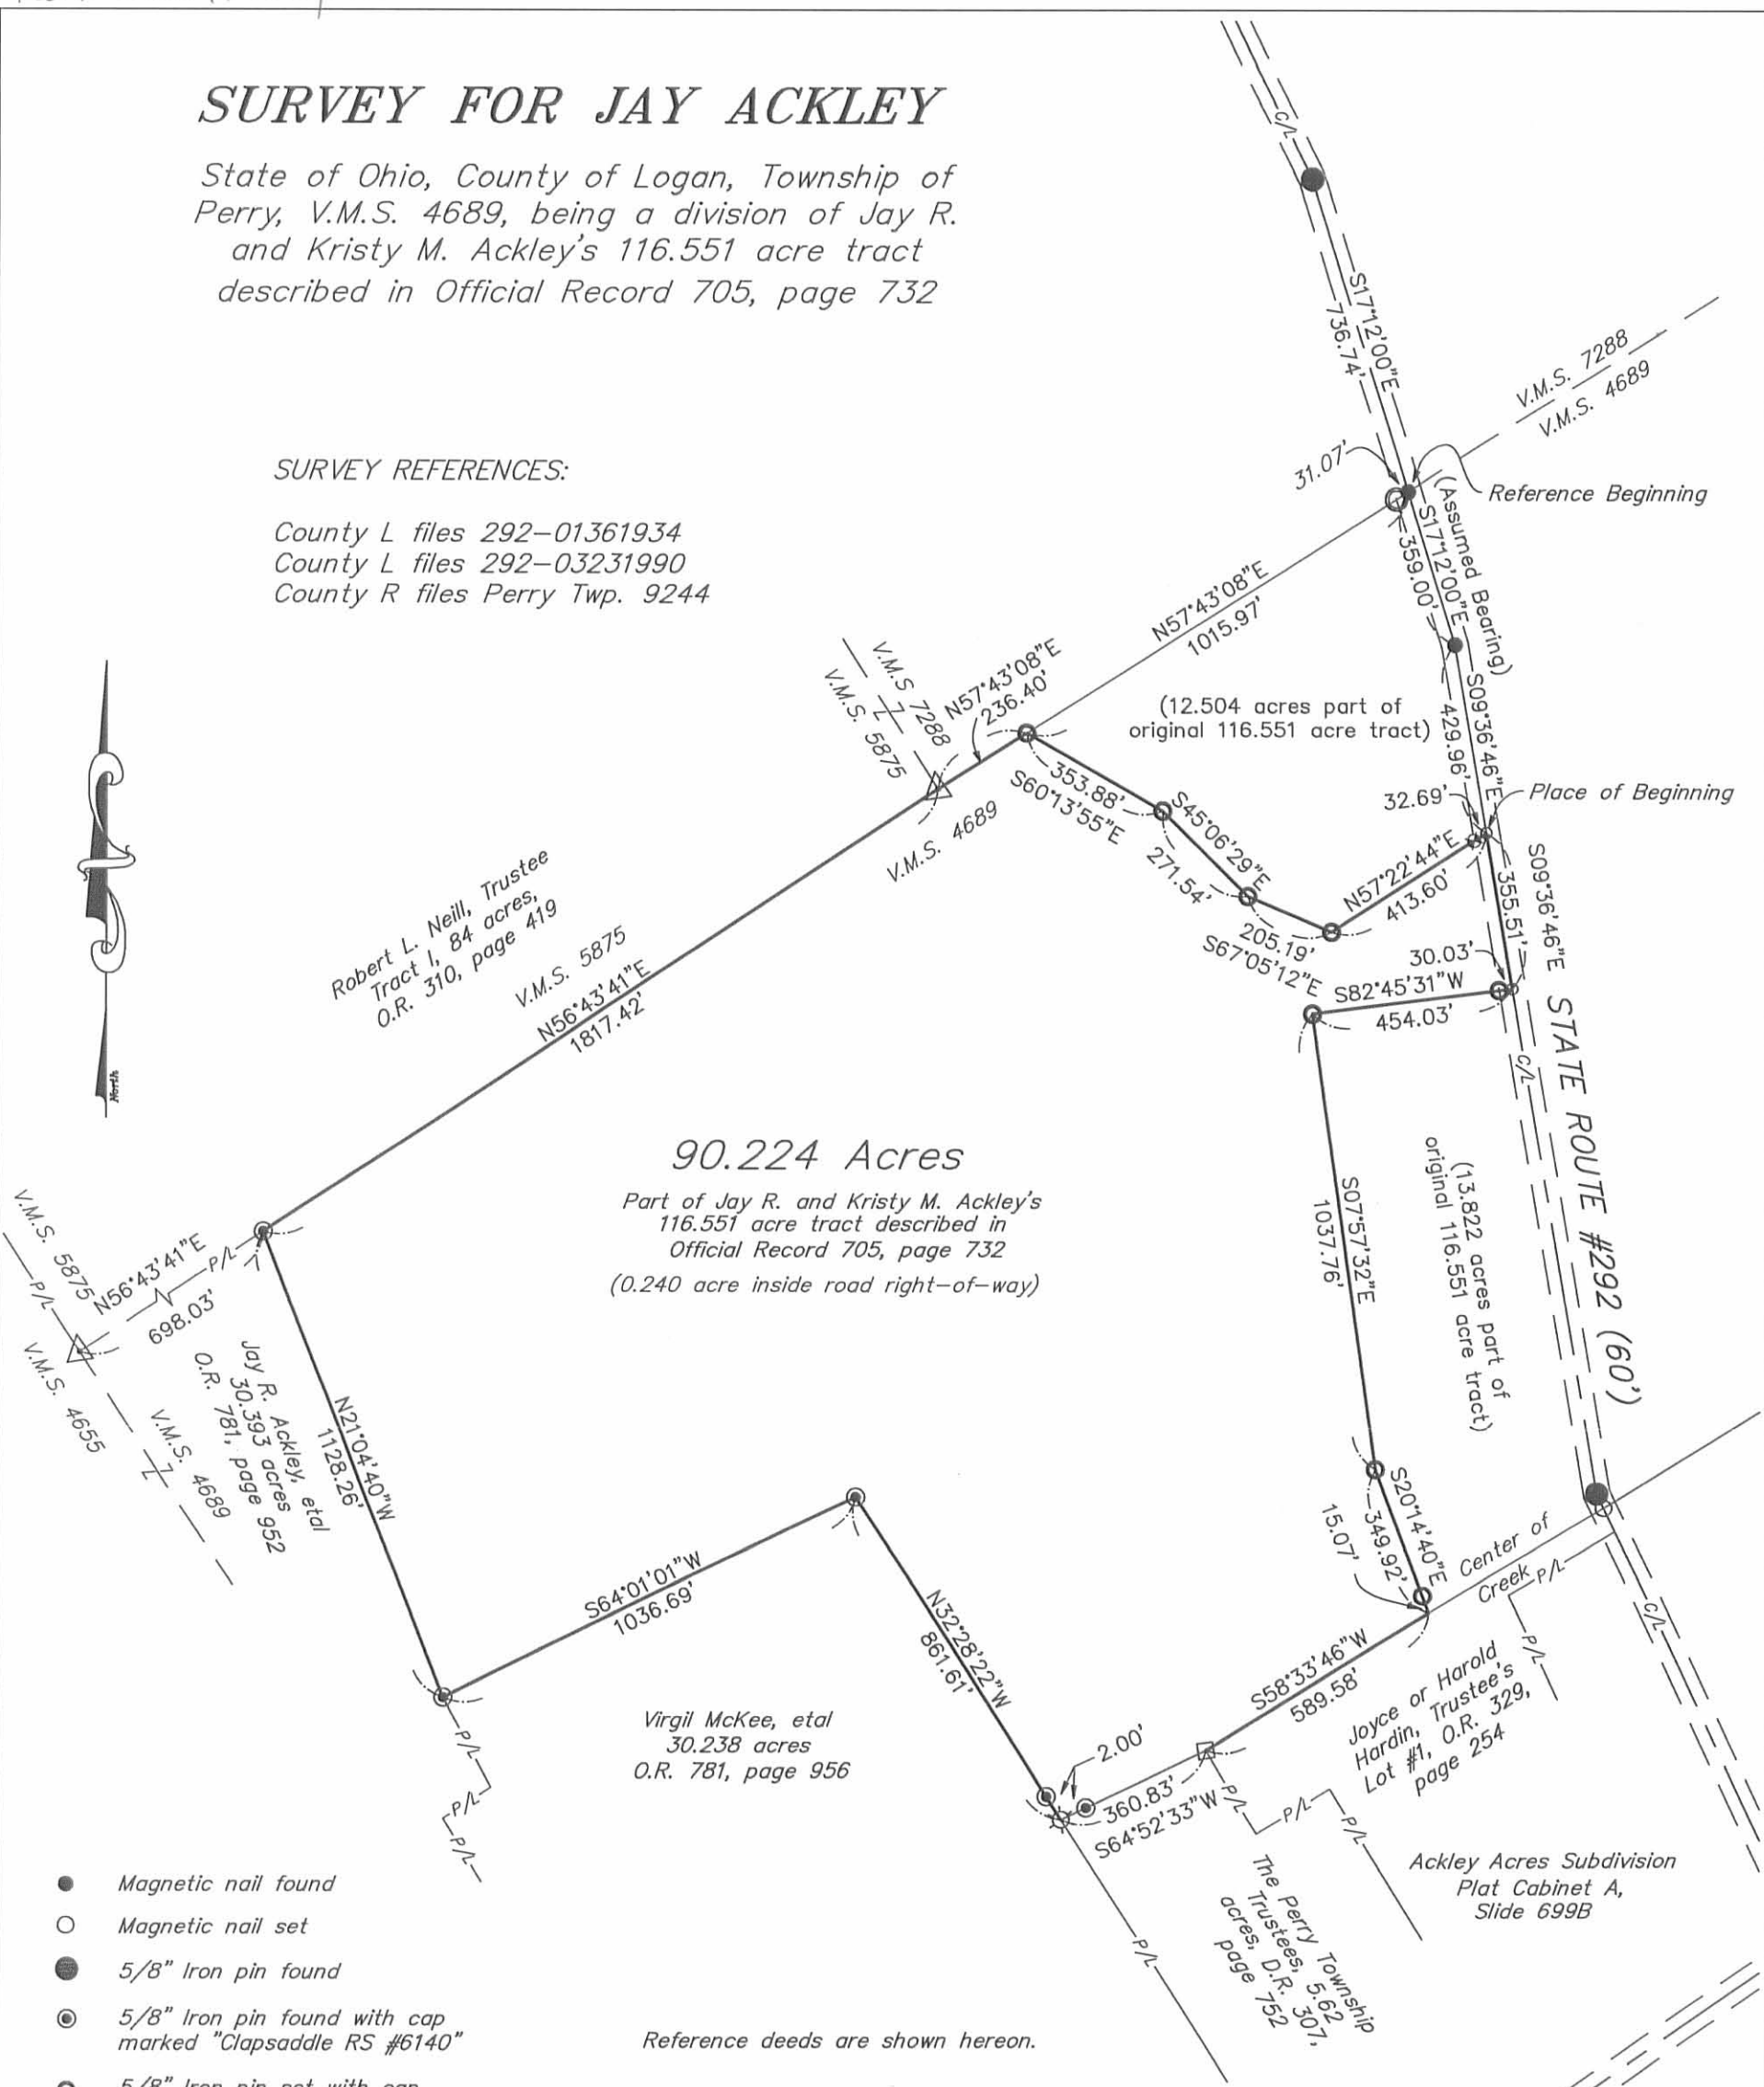 SURVEY FOR JAY ACKLEY
State of Ohio, County of Logan, Township of
Perry, V.M.S. 4689, being a division of Jay R.
and Kristy M. Ackley's 116.551 acre tract
described in Official Record 705, page 732
SURVEY REFERENCES:
County L files 292-01361934
County L files 292-03231990
County R files Perry Twp. 9244
C/L
S17°12'00"E
736.74'
V.M.S. 7288
V.M.S. 4689
31.07'
Reference Beginning
(Assumed Bearing)
S17°12'00"E
359.00'
N57°43'08"E
1015.97'
N57°43'08"E
236.40'
V.M.S 7288
V.M.S. 5875
V.M.S. 4689
(12.504 acres part of
original 116.551 acre tract)
S09°36'46"E
429.96'
32.69'
Place of Beginning
353.88'
S60°13'55"E
S45°06'29"E
271.54'
205.19'
S67°05'12"E
N57°22'44"E
413.60'
355.51'
S09°36'46"E
30.03'
S82°45'31"W
454.03'
C/L
STATE ROUTE #292 (60')
Robert L. Neill, Trustee
Tract I, 84 acres,
O.R. 310, page 419
V.M.S. 5875
N56°43'41"E
1817.42'
North
90.224 Acres
Part of Jay R. and Kristy M. Ackley's
116.551 acre tract described in
Official Record 705, page 732
(0.240 acre inside road right-of-way)
S07°57'32"E
1037.76'
(13.822 acres part of
original 116.551 acre tract)
V.M.S. 5875
P/L
N56°43'41"E
P/L
698.03'
V.M.S. 4655
V.M.S. 4689
Jay R. Ackley, etal
30.393 acres
O.R. 781, page 952
N21°04'40"W
1128.26'
S64°01'01"W
1036.69'
N32°28'22"W
861.61'
S20°14'40"E
349.92'
15.07'
Center of
Creek
P/L
P/L
C/L
S58°33'46"W
589.58'
Joyce or Harold
Hardin, Trustee's
Lot #1, O.R. 329,
page 254
Virgil McKee, etal
30.238 acres
O.R. 781, page 956
2.00'
360.83'
S64°52'33"W
P/L
P/L
P/L
P/L
P/L
P/L
P/L
The Perry Township
Trustees, 5.62
acres, D.R. 307,
page 752
Ackley Acres Subdivision
Plat Cabinet A,
Slide 699B
Magnetic nail found
Magnetic nail set
5/8" Iron pin found
5/8" Iron pin found with cap
marked "Clapsaddle RS #6140"
Reference deeds are shown hereon.
5/8" Iron pin set with cap